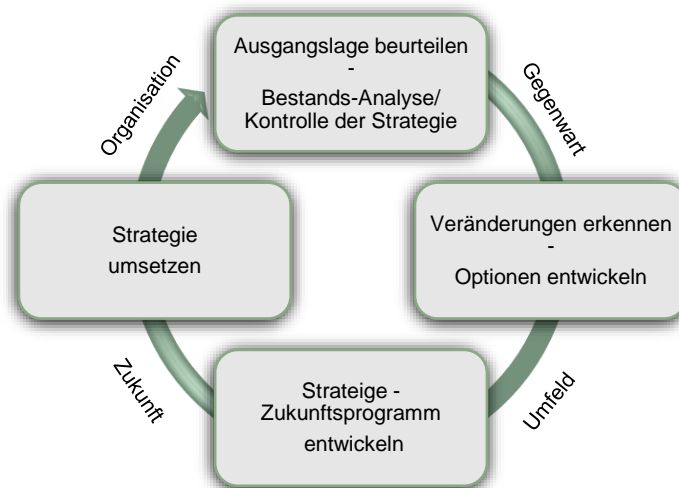 Ausgangslage beurteilen
-
Bestands-Analyse/
Kontrolle der Strategie
Gegenwart
Veränderungen erkennen
-
Optionen entwickeln
Umfeld
Strateige -
Zukunftsprogramm
entwickeln
Zukunft
Strategie
umsetzen
Organisation